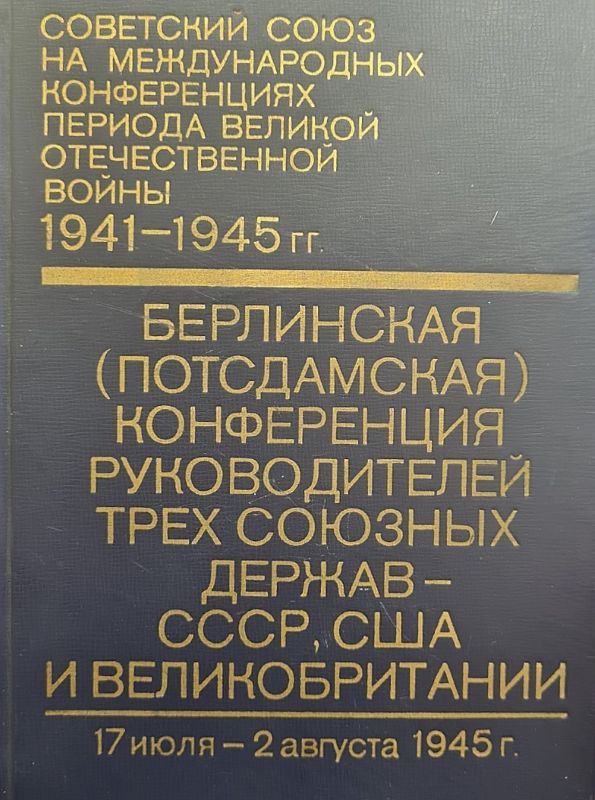 СОВЕТСКИЙ СОЮЗ
НА МЕЖДУНАРОДНЫХ
КОНФЕРЕНЦИЯХ
ПЕРИОДА ВЕЛИКОЙ
ОТЕЧЕСТВЕННОЙ
ВОЙНЫ
1941–1945 гг.
БЕРЛИНСКАЯ
(ПОТСДАМСКАЯ)
КОНФЕРЕНЦИЯ
РУКОВОДИТЕЛЕЙ
ТРЕХ СОЮЗНЫХ
ДЕРЖАВ –
СССР, США
И ВЕЛИКОБРИТАНИИ
17 июля – 2 августа 1945 г.